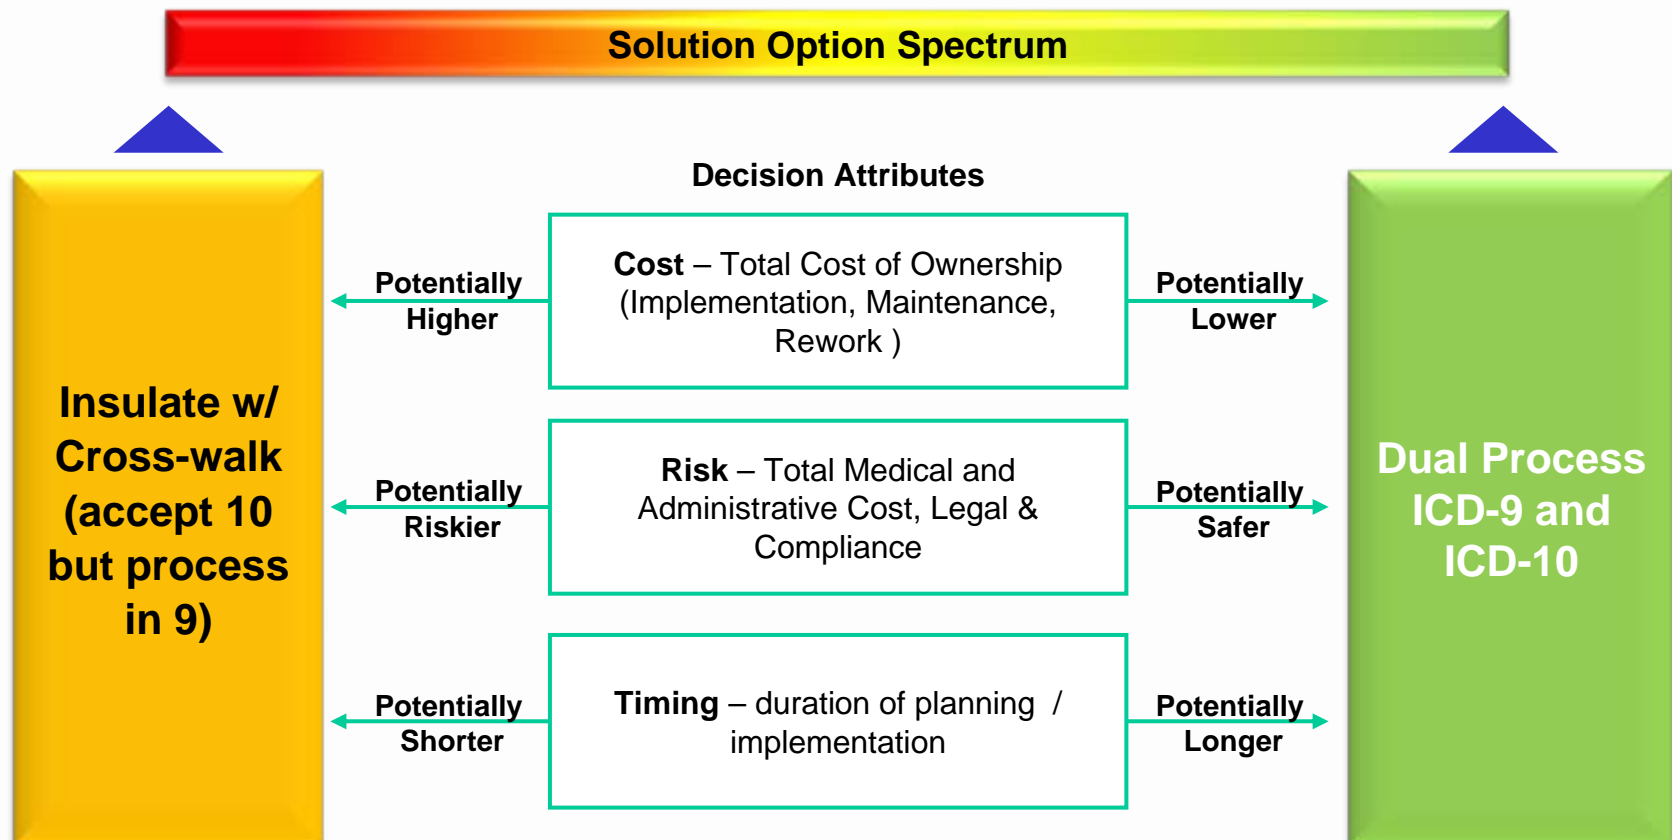 Solution Option Spectrum
Decision Attributes
Insulate w/
Cross-walk
(accept 10
but process
in 9)
Potentially
Higher
Cost – Total Cost of Ownership
(Implementation, Maintenance,
Rework )
Potentially
Lower
Potentially
Riskier
Risk – Total Medical and
Administrative Cost, Legal &
Compliance
Potentially
Safer
Potentially
Shorter
Timing – duration of planning /
implementation
Potentially
Longer
Dual Process
ICD-9 and
ICD-10